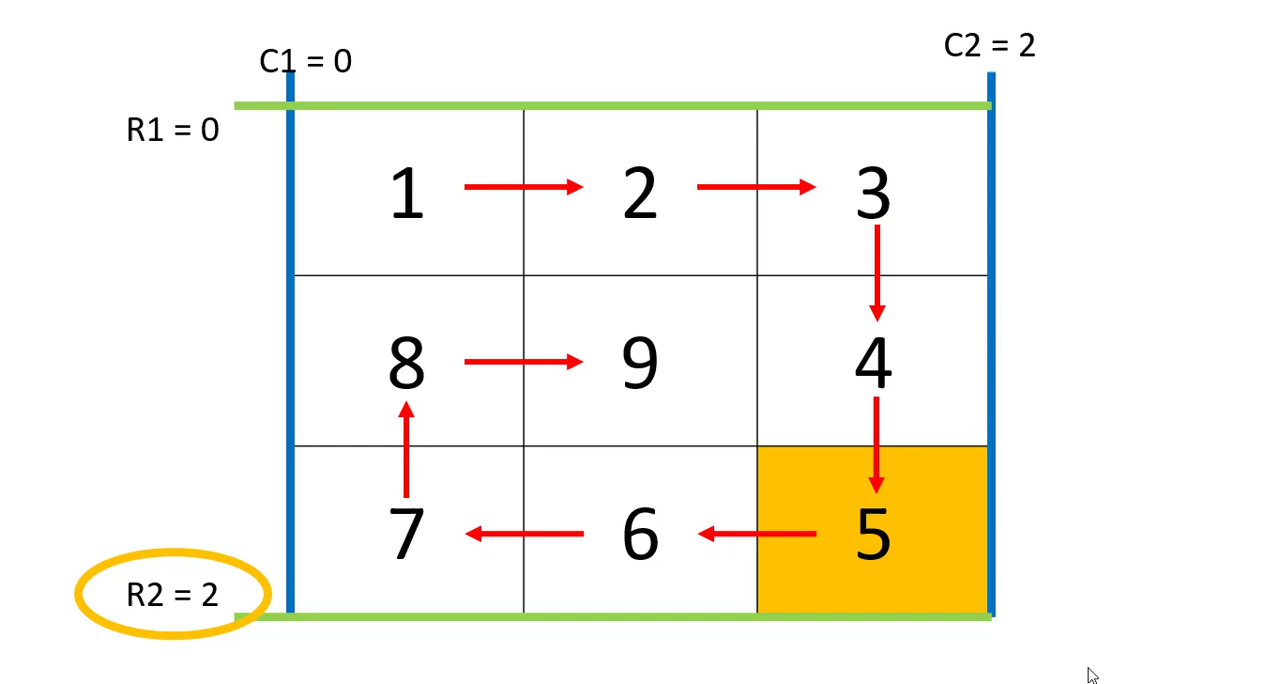 C1 = 0
C2 = 2
R1 = 0
1 2 3
8 9 4
7 6 5
R2 = 2